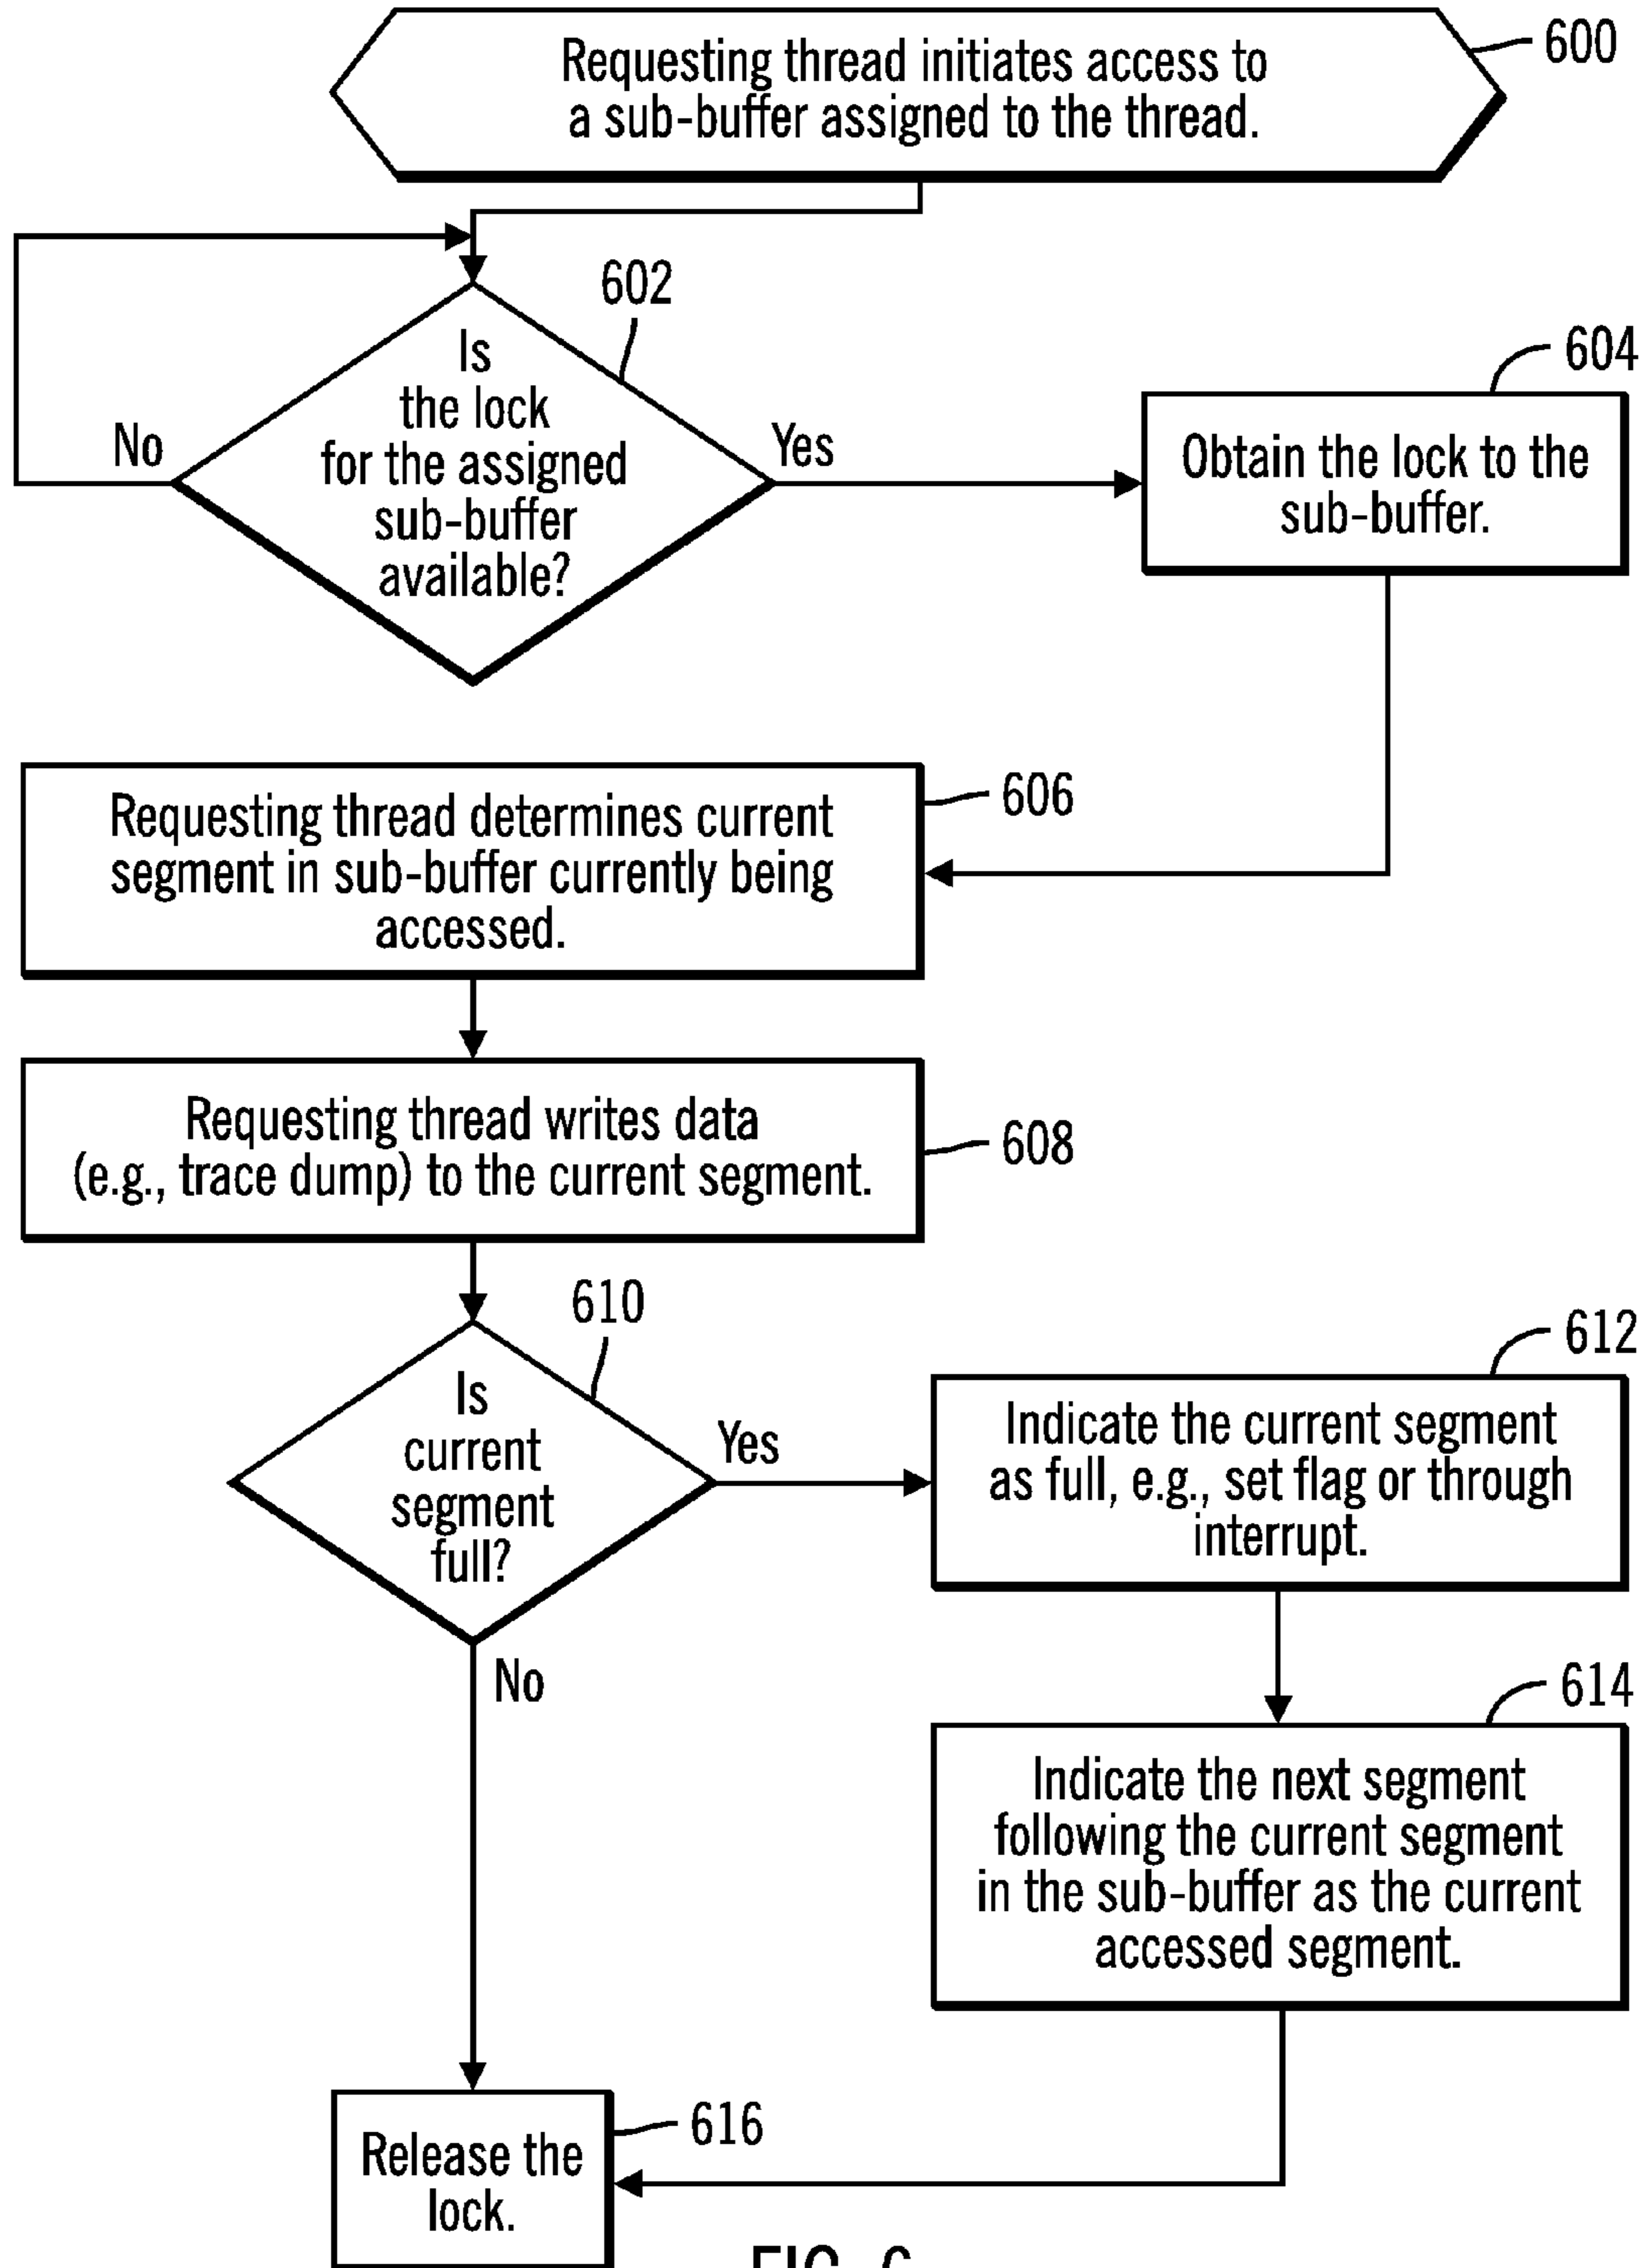 Requesting thread initiates access to
a sub-buffer assigned to the thread.
600
602
Is
the lock
for the assigned
sub-buffer
available?
No
Yes
604
Obtain the lock to the
sub-buffer.
Requesting thread determines current
segment in sub-buffer currently being
accessed.
606
Requesting thread writes data
(e.g., trace dump) to the current segment.
608
610
Is
current
segment
full?
Yes
No
612
Indicate the current segment
as full, e.g., set flag or through
interrupt.
614
Indicate the next segment
following the current segment
in the sub-buffer as the current
accessed segment.
Release the
lock.
616
FIG. 6